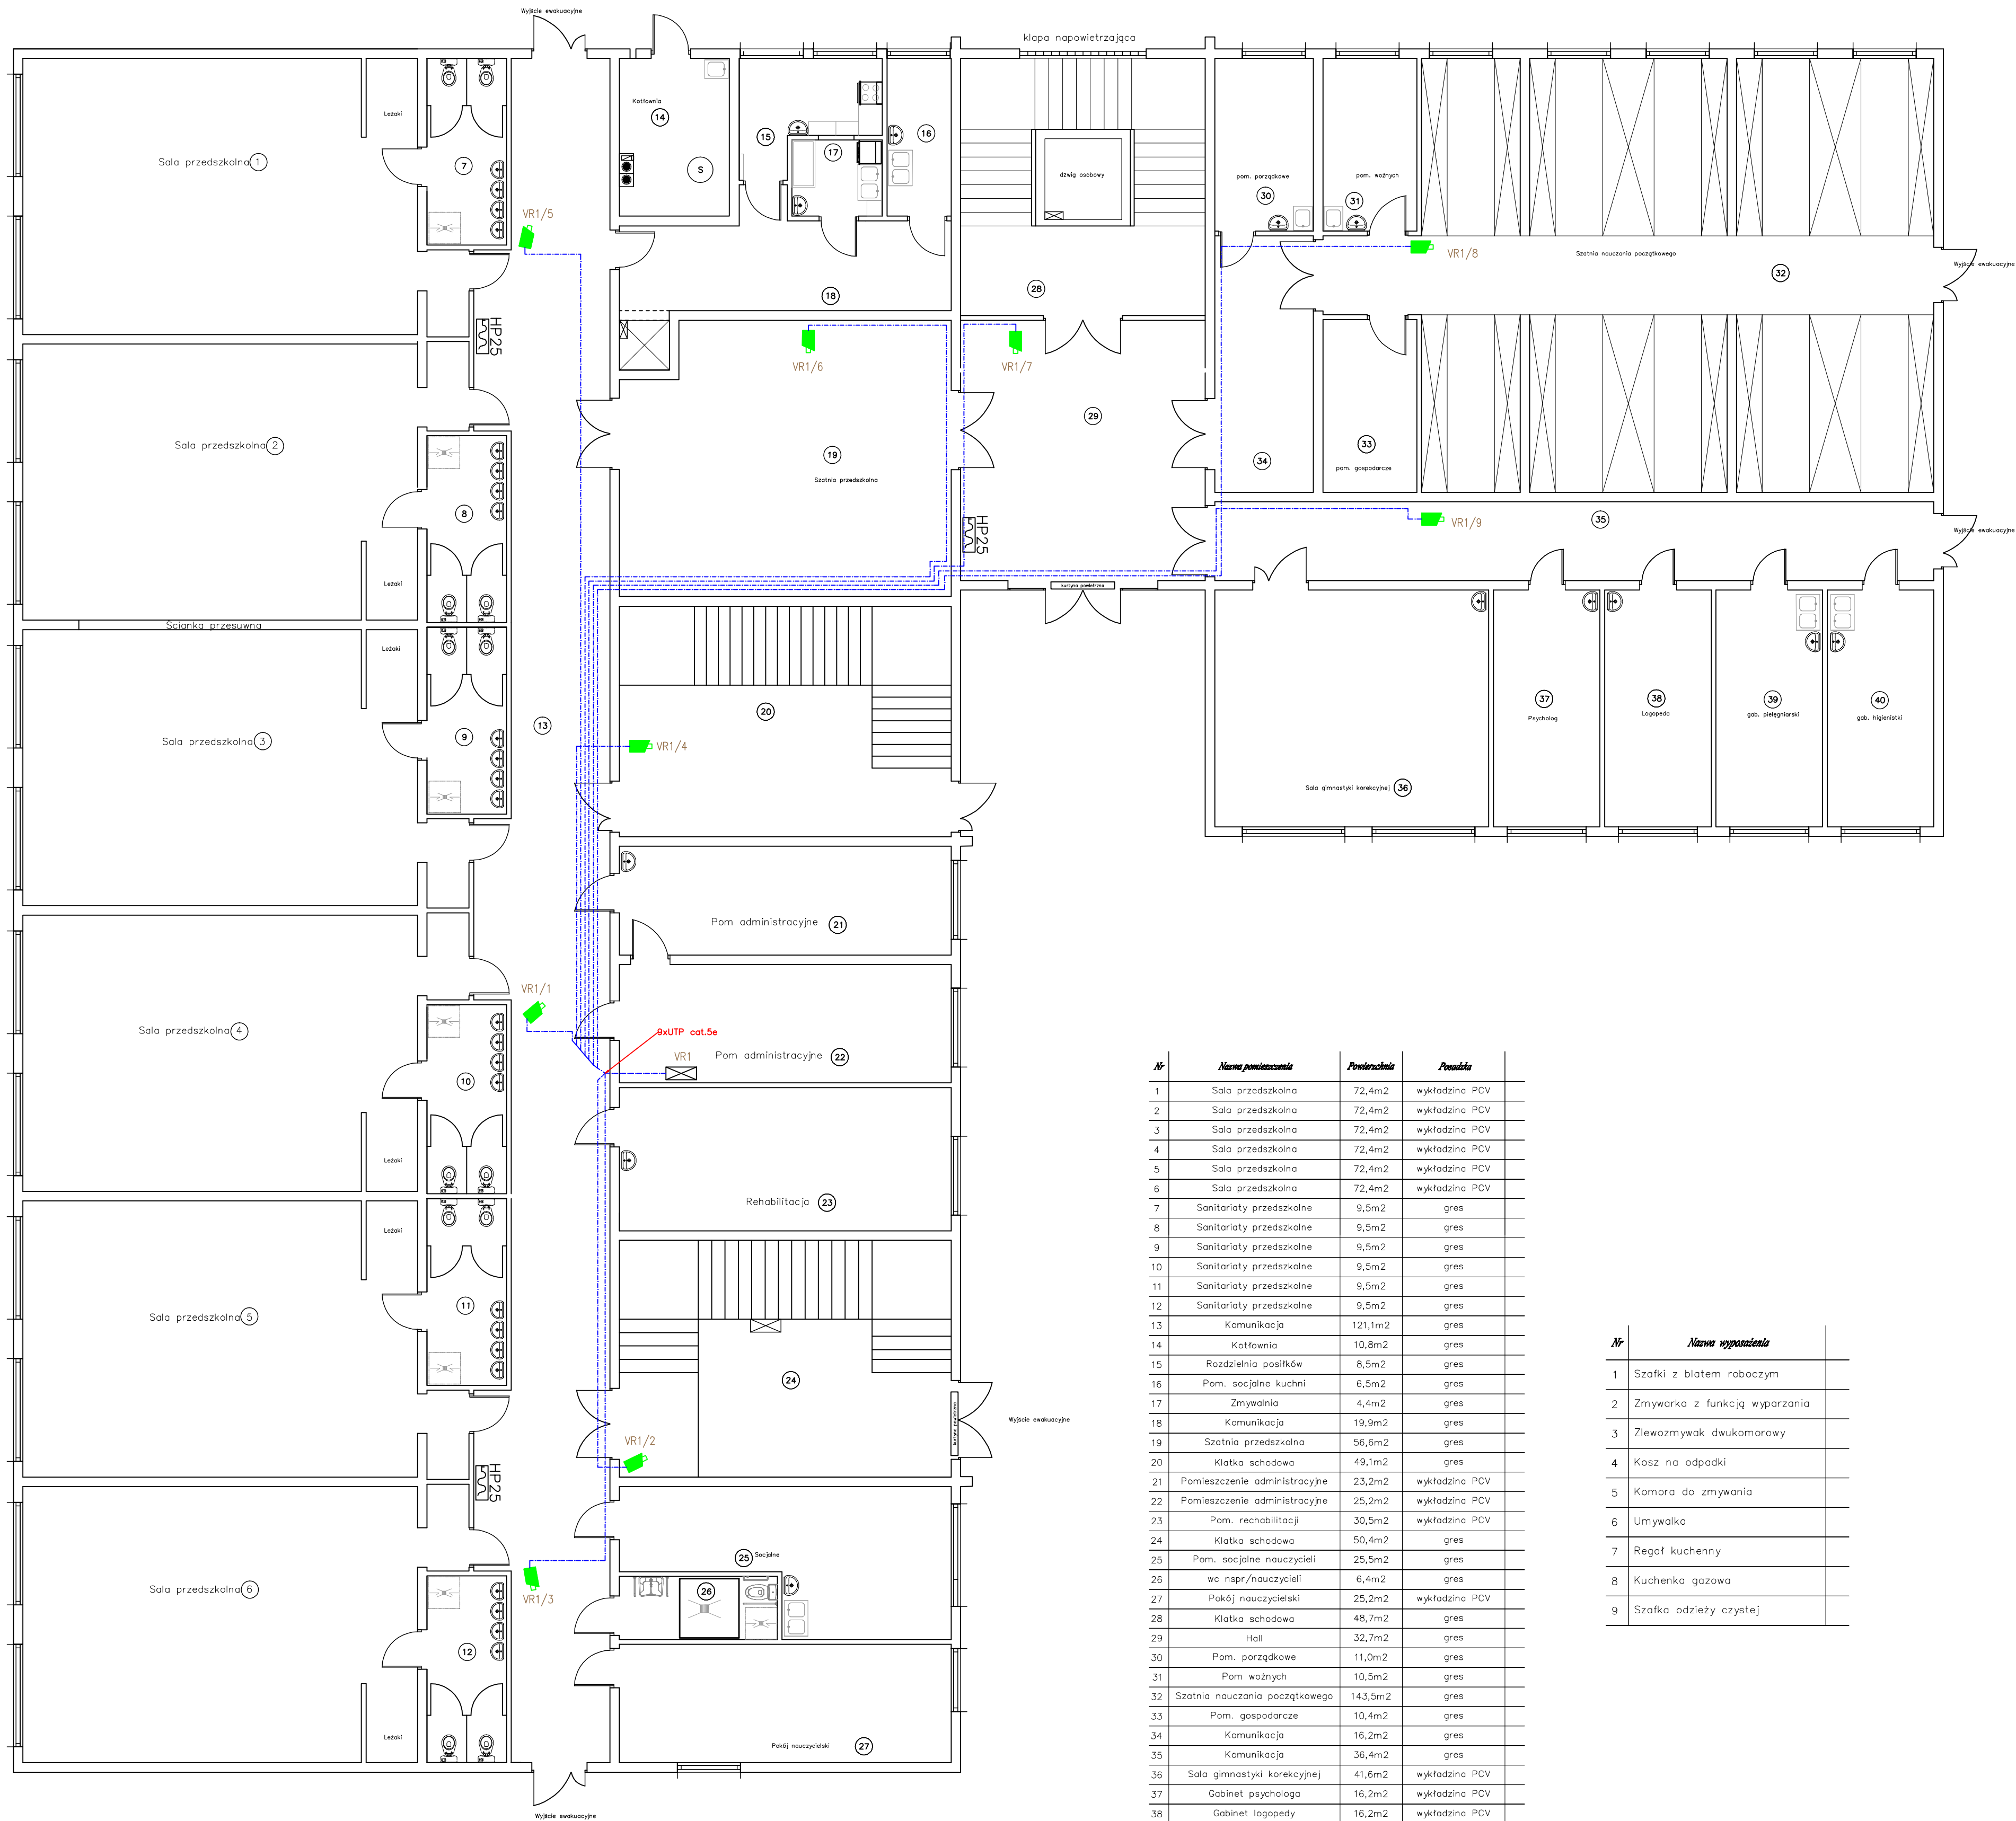 Wyjście ewakuacyjne
klapa napowietrzająca
Kotłownia
14
Leżaki
Sala przedszkolna 1
7
15
17
16
S
dźwig osobowy
pom. porządkowe
30
pom. woźnych
31
VR1/5
VR1/8
Szatnia nauczania początkowego
32
Wyjście ewakuacyjne
18
28
HP25
VR1/6
VR1/7
29
Sala przedszkolna 2
19
Szatnia przedszkolna
34
33
pom. gospodarcze
8
HP25
VR1/9
35
Wyjście ewakuacyjne
Leżaki
kurtyna powietrzna
Ścianka przesuwna
Leżaki
Sala przedszkolna 3
9
13
20
VR1/4
37
Psycholog
38
Logopeda
39
gab. pielęgniarski
40
gab. higienistki
Sala gimnastyki korekcyjnej 36
Pom administracyjne 21
VR1/1
Sala przedszkolna 4
9xUTP cat.5e
VR1
Pom administracyjne 22
10
Leżaki
Rehabilitacja 23
Leżaki
Sala przedszkolna 5
11
24
kurtyna powietrzna
Wyjście ewakuacyjne
VR1/2
HP25
25 Socjalne
Sala przedszkolna 6
VR1/3
26
12
Leżaki
Pokój nauczycielski 27
Wyjście ewakuacyjne
Nr Nazwa pomieszczenia Powierzchnia Posadzka
1 Sala przedszkolna 72,4m2 wykładzina PCV
2 Sala przedszkolna 72,4m2 wykładzina PCV
3 Sala przedszkolna 72,4m2 wykładzina PCV
4 Sala przedszkolna 72,4m2 wykładzina PCV
5 Sala przedszkolna 72,4m2 wykładzina PCV
6 Sala przedszkolna 72,4m2 wykładzina PCV
7 Sanitariaty przedszkolne 9,5m2 gres
8 Sanitariaty przedszkolne 9,5m2 gres
9 Sanitariaty przedszkolne 9,5m2 gres
10 Sanitariaty przedszkolne 9,5m2 gres
11 Sanitariaty przedszkolne 9,5m2 gres
12 Sanitariaty przedszkolne 9,5m2 gres
13 Komunikacja 121,1m2 gres
14 Kotłownia 10,8m2 gres
15 Rozdzielnia posiłków 8,5m2 gres
16 Pom. socjalne kuchni 6,5m2 gres
17 Zmywalnia 4,4m2 gres
18 Komunikacja 19,9m2 gres
19 Szatnia przedszkolna 56,6m2 gres
20 Klatka schodowa 49,1m2 gres
21 Pomieszczenie administracyjne 23,2m2 wykładzina PCV
22 Pomieszczenie administracyjne 25,2m2 wykładzina PCV
23 Pom. rechabilitacji 30,5m2 wykładzina PCV
24 Klatka schodowa 50,4m2 gres
25 Pom. socjalne nauczycieli 25,5m2 gres
26 wc nspr/nauczycieli 6,4m2 gres
27 Pokój nauczycielski 25,2m2 wykładzina PCV
28 Klatka schodowa 48,7m2 gres
29 Hall 32,7m2 gres
30 Pom. porządkowe 11,0m2 gres
31 Pom woźnych 10,5m2 gres
32 Szatnia nauczania początkowego 143,5m2 gres
33 Pom. gospodarcze 10,4m2 gres
34 Komunikacja 16,2m2 gres
35 Komunikacja 36,4m2 gres
36 Sala gimnastyki korekcyjnej 41,6m2 wykładzina PCV
37 Gabinet psychologa 16,2m2 wykładzina PCV
38 Gabinet logopedy 16,2m2 wykładzina PCV
Nr Nazwa wyposażenia
1 Szafki z blatem roboczym
2 Zmywarka z funkcją wyparzania
3 Zlewozmywak dwukomorowy
4 Kosz na odpadki
5 Komora do zmywania
6 Umywalka
7 Regał kuchenny
8 Kuchenka gazowa
9 Szafka odzieży czystej